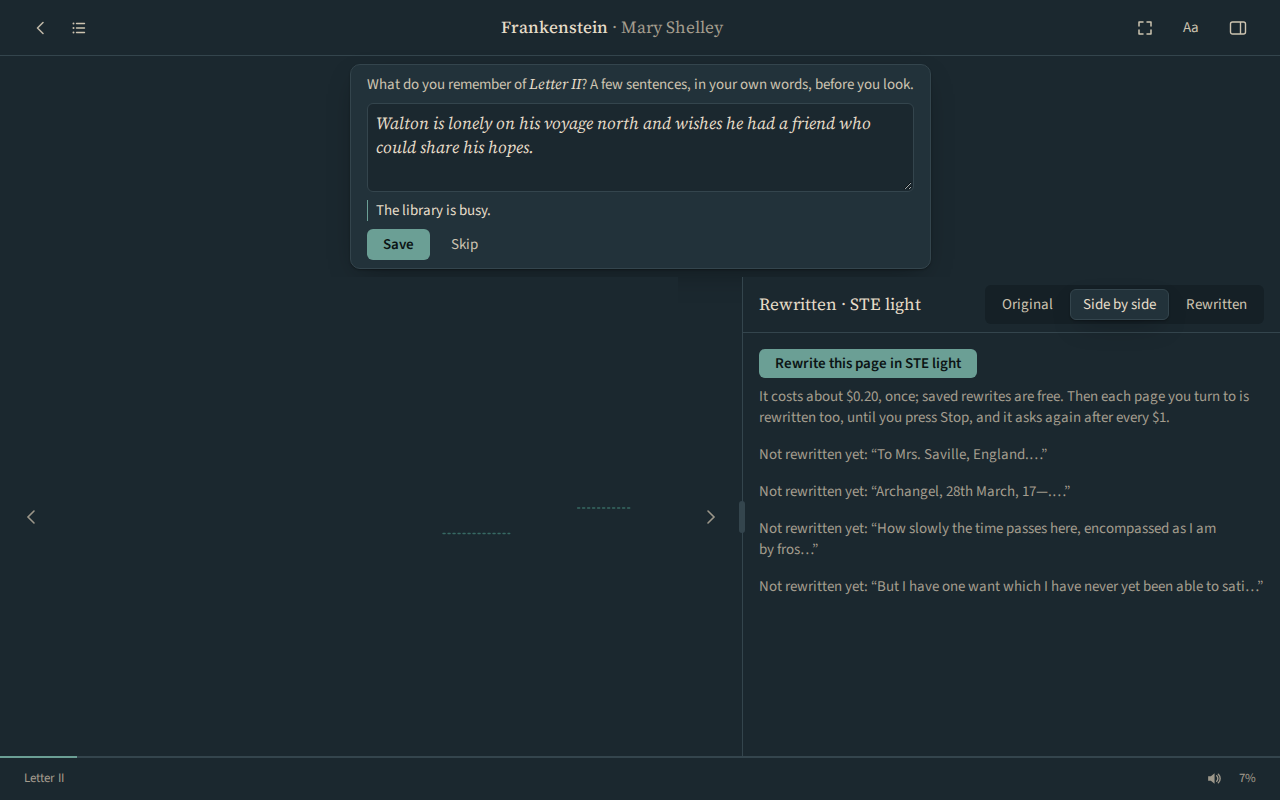 Frankenstein · Mary Shelley
Aa
What do you remember of Letter II? A few sentences, in your own words, before you look.
Walton is lonely on his voyage north and wishes he had a friend who
could share his hopes.
The library is busy.
Save
Skip
Rewritten · STE light
Original
Side by side
Rewritten
Rewrite this page in STE light
It costs about $0.20, once; saved rewrites are free. Then each page you turn to is
rewritten too, until you press Stop, and it asks again after every $1.
Not rewritten yet: “To Mrs. Saville, England.…”
Not rewritten yet: “Archangel, 28th March, 17—.…”
Not rewritten yet: “How slowly the time passes here, encompassed as I am
by fros…”
Not rewritten yet: “But I have one want which I have never yet been able to sati…”
Letter II
7%